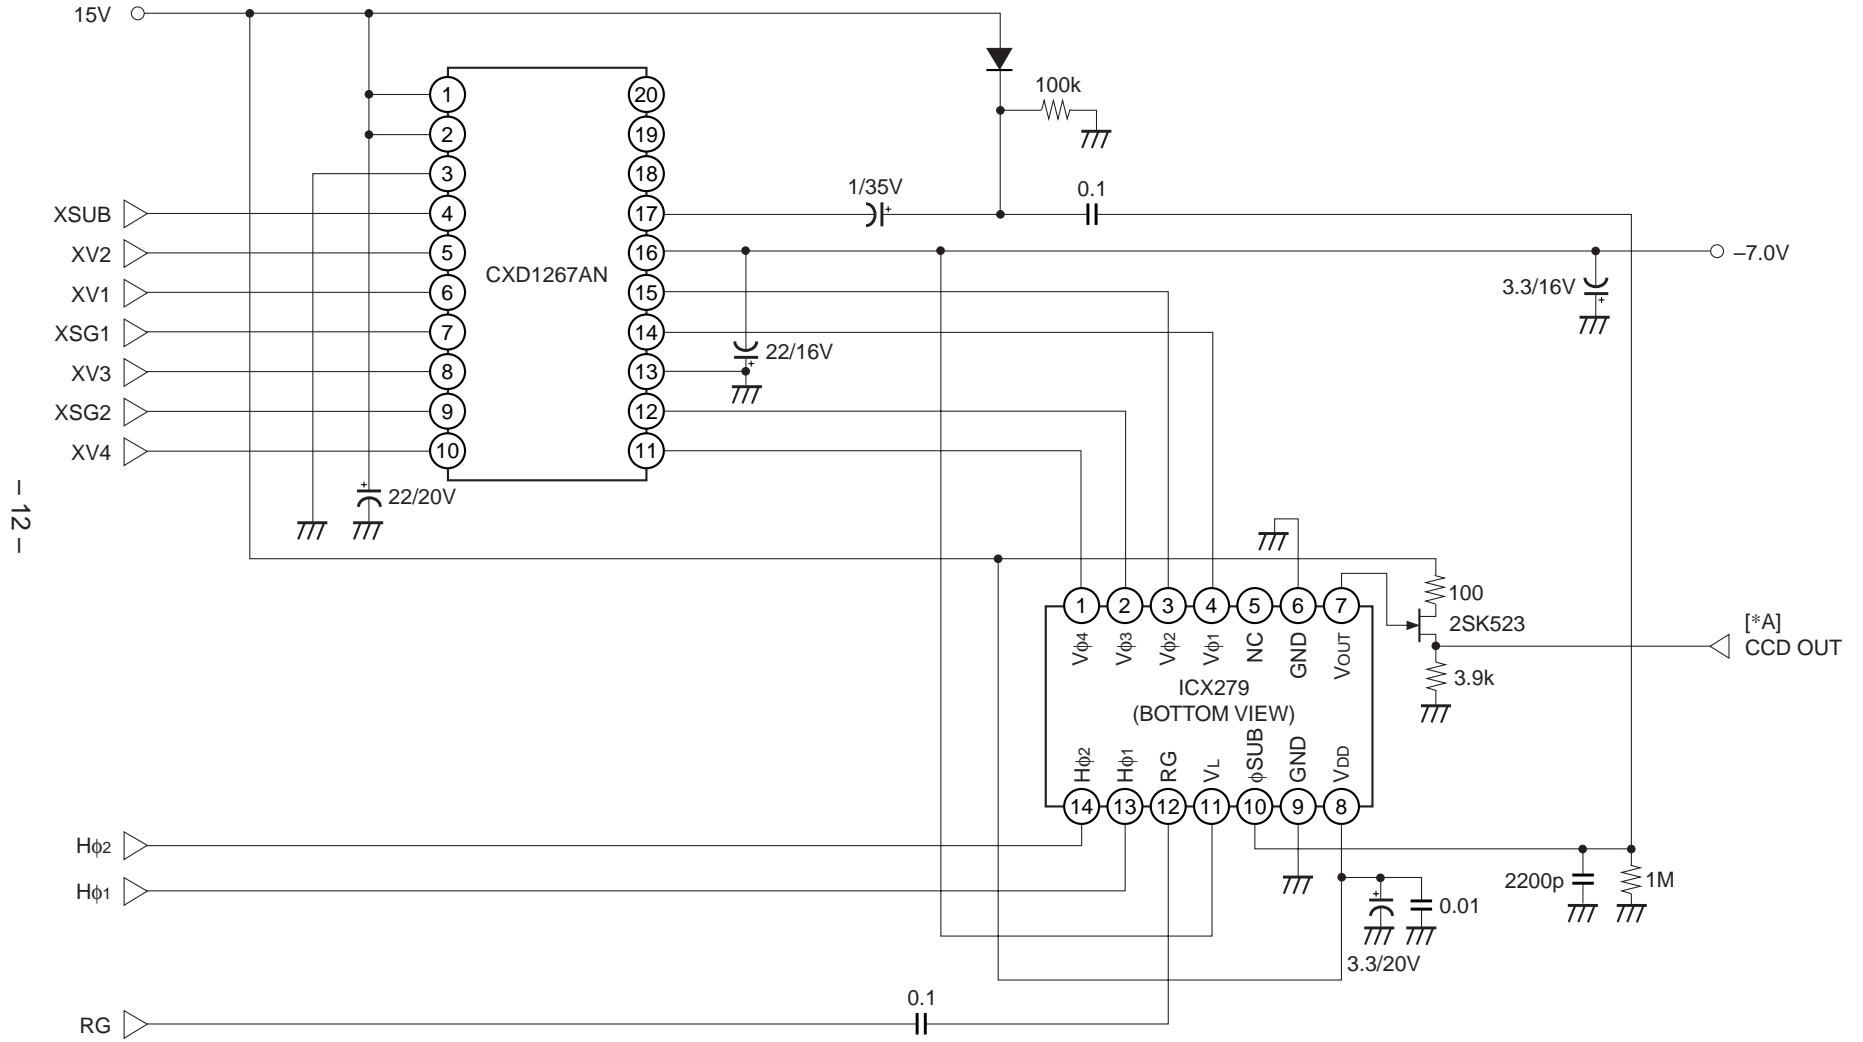 15V
100k
1/35V
0.1
1
2
3
4
5
6
7
8
9
10
20
19
18
17
16
15
14
13
12
11
CXD1267AN
XSUB
XV2
XV1
XSG1
XV3
XSG2
XV4
–7.0V
3.3/16V
22/16V
22/20V
– 12 –
100
2SK523
3.9k
[*A]
CCD OUT
1
2
3
4
5
6
7
Vϕ4
Vϕ3
Vϕ2
Vϕ1
NC
GND
VOUT
ICX279
(BOTTOM VIEW)
Hϕ2
Hϕ1
RG
VL
ϕSUB
GND
VDD
14
13
12
11
10
9
8
Hϕ2
Hϕ1
2200p
1M
0.01
3.3/20V
0.1
RG